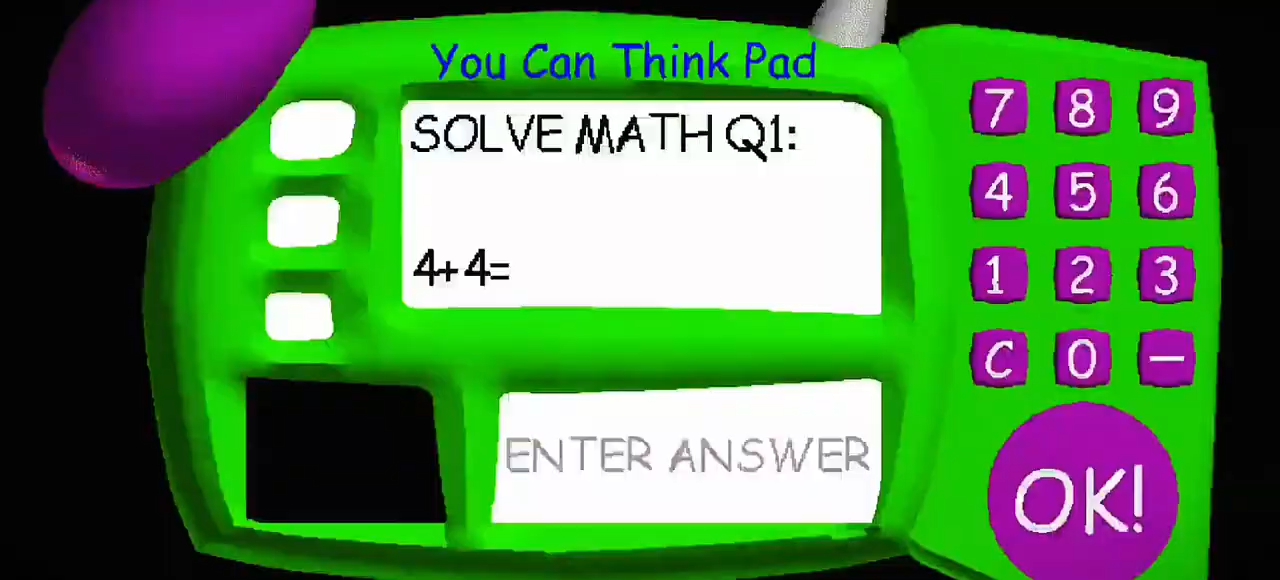 You Can Think Pad
SOLVE MATH Q1:
4+4=
ENTER ANSWER
7 8 9
4 5 6
1 2 3
C 0 −
OK!